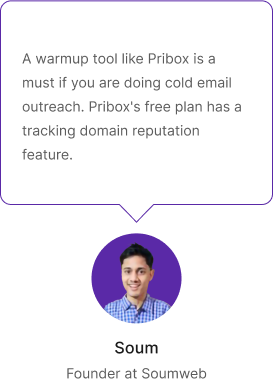 A warmup tool like Pribox is a
must if you are doing cold email
outreach. Pribox's free plan has a
tracking domain reputation
feature.
Soum
Founder at Soumweb